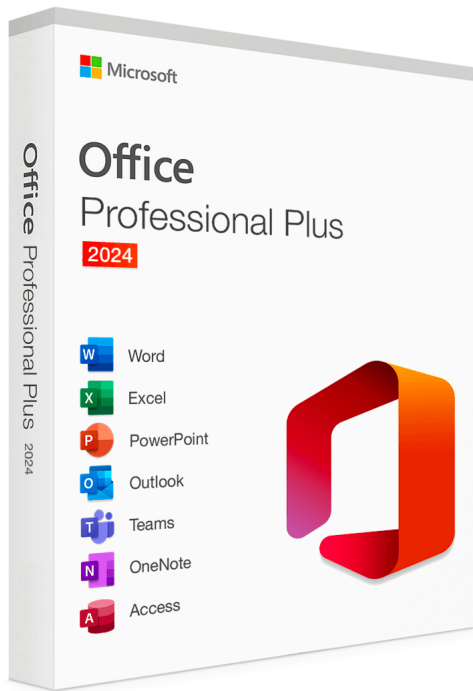 Microsoft
Office
Professional Plus
2024
W Word
X Excel
P PowerPoint
O Outlook
T Teams
N OneNote
A Access
Office Professional Plus 2024